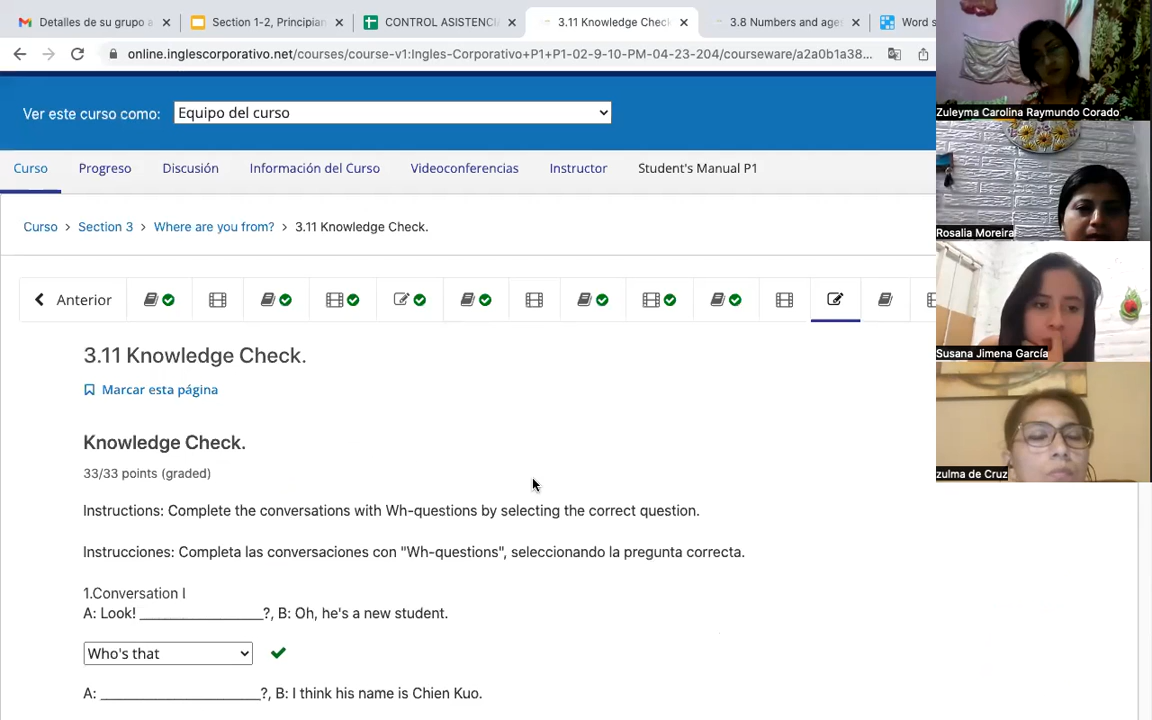 Detalles de su grupo a
Section 1-2, Principian
CONTROL ASISTENCI
3.11 Knowledge Chec
3.8 Numbers and age
Word s
online.inglescorporativo.net/courses/course-v1:Ingles-Corporativo+P1+P1-02-9-10-PM-04-23-204/courseware/a2a0b1a38...
Ver este curso como:
Equipo del curso
Curso
Progreso
Discusión
Información del Curso
Videoconferencias
Instructor
Student's Manual P1
Curso > Section 3 > Where are you from? > 3.11 Knowledge Check.
Anterior
3.11 Knowledge Check.
Marcar esta página
Knowledge Check.
33/33 points (graded)
Instructions: Complete the conversations with Wh-questions by selecting the correct question.
Instrucciones: Completa las conversaciones con "Wh-questions", seleccionando la pregunta correcta.
1.Conversation I
A: Look! _________________?, B: Oh, he's a new student.
Who's that
A: ______________________?, B: I think his name is Chien Kuo.
Zuleyma Carolina Raymundo Corado
Rosalia Moreira
Susana Jimena García
zulma de Cruz